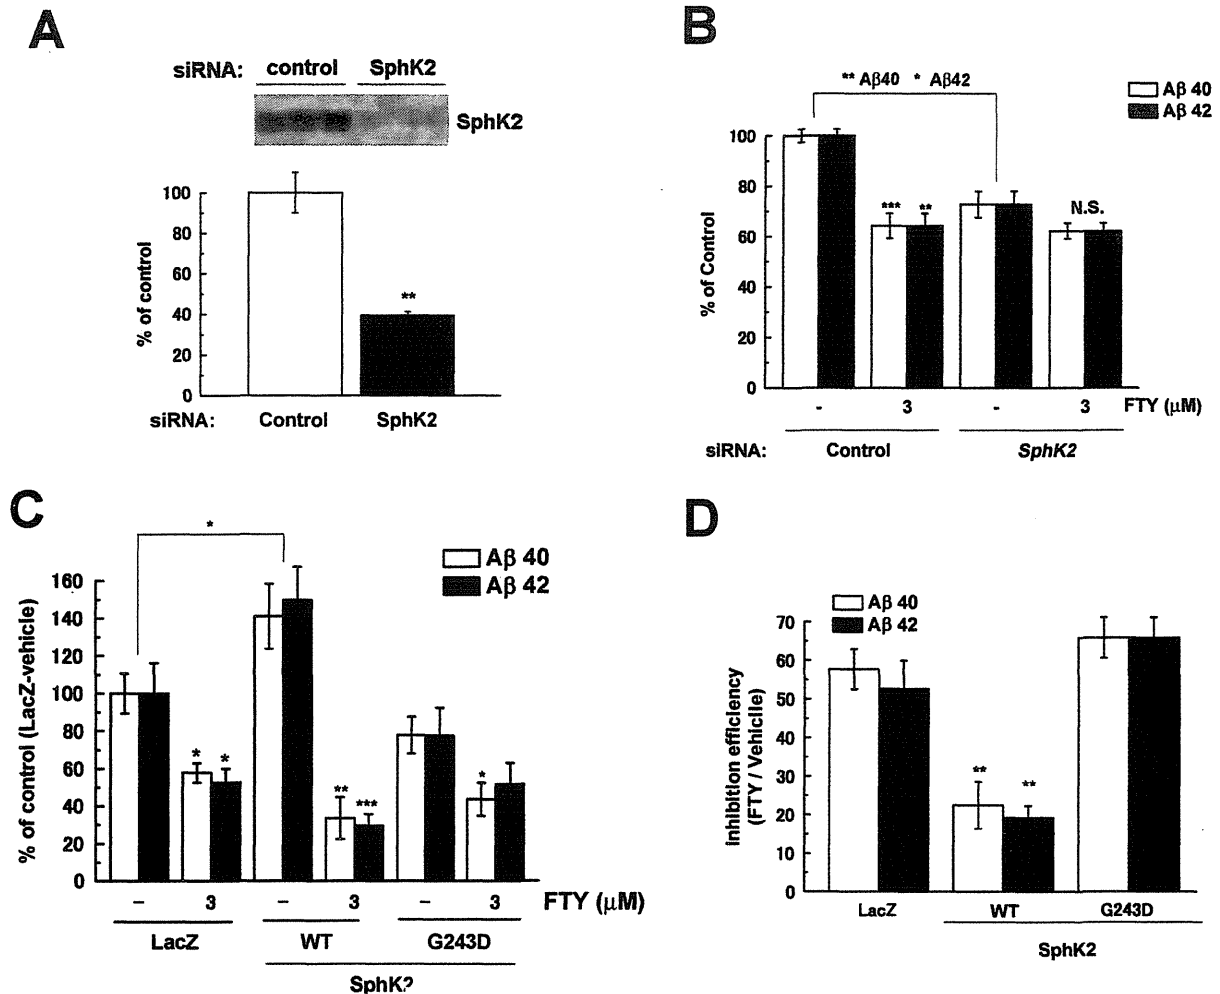 A
siRNA: control SphK2
SphK2
100
80
60
40
20
0
% of control
**
siRNA: Control SphK2
B
** Aβ40 * Aβ42
Aβ 40
Aβ 42
100
80
60
40
20
0
% of Control
*** **
N.S.
- 3 - 3 FTY (μM)
siRNA: Control SphK2
C
*
Aβ 40
Aβ 42
160
140
120
100
80
60
40
20
0
% of control (LacZ-vehicle)
* *
** ***
*
– 3 – 3 – 3 FTY (μM)
LacZ WT G243D
SphK2
D
Aβ 40
Aβ 42
70
60
50
40
30
20
10
0
Inhibition efficiency
(FTY / Vehicile)
** **
LacZ WT G243D
SphK2